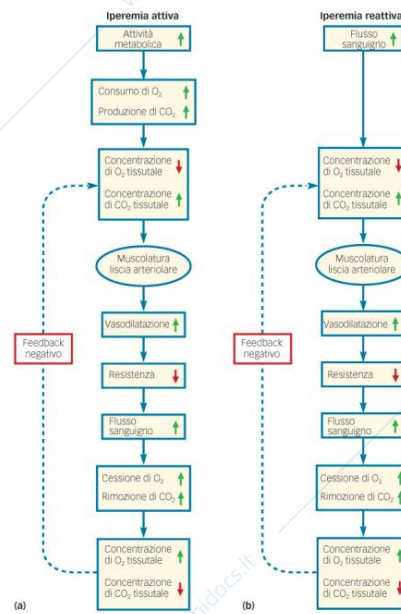 Iperemia attiva
Attività
metabolica
Consumo di O₂
Produzione di CO₂
Concentrazione
di O₂ tissutale
Concentrazione
di CO₂ tissutale
Muscolatura
liscia arteriolare
Vasodilatazione
Resistenza
Flusso
sanguigno
Cessione di O₂
Rimozione di CO₂
Concentrazione
di O₂ tissutale
Concentrazione
di CO₂ tissutale
Feedback
negativo
(a)
Iperemia reattiva
Flusso
sanguigno
Concentrazione
di O₂ tissutale
Concentrazione
di CO₂ tissutale
Muscolatura
liscia arteriolare
Vasodilatazione
Resistenza
Flusso
sanguigno
Cessione di O₂
Rimozione di CO₂
Concentrazione
di O₂ tissutale
Concentrazione
di CO₂ tissutale
Feedback
negativo
(b)